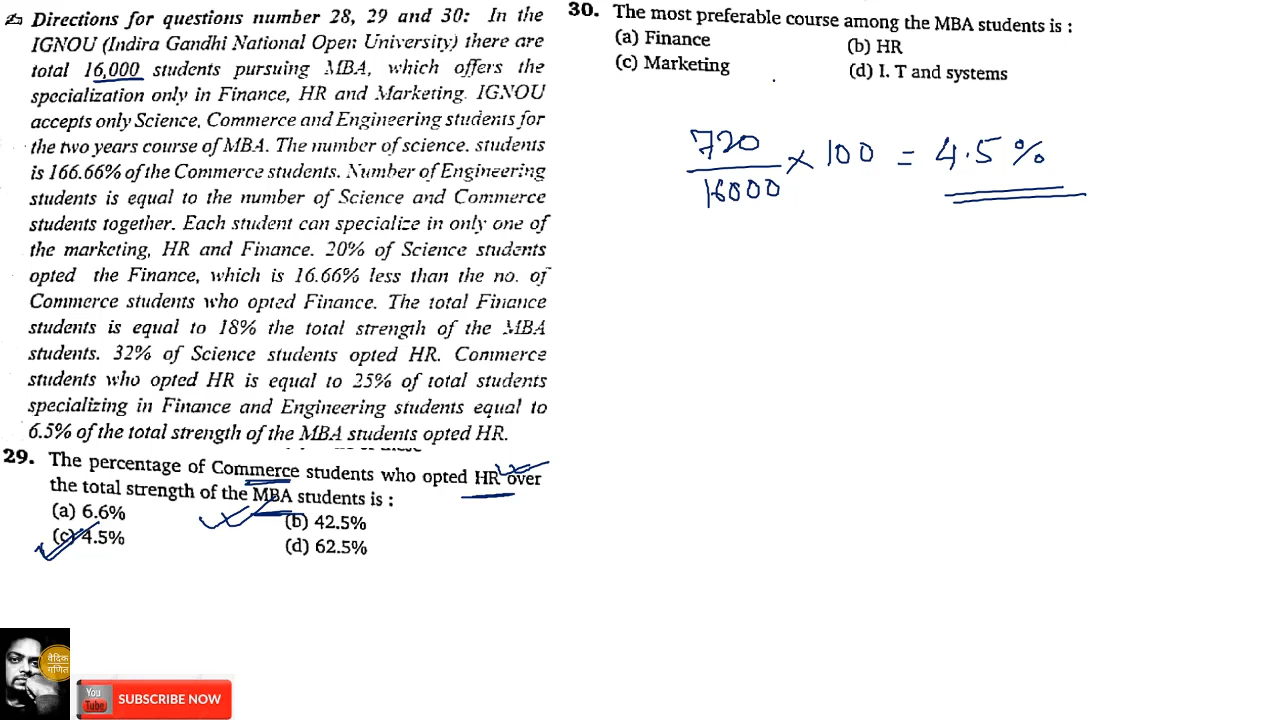 ✍ Directions for questions number 28, 29 and 30: In the
IGNOU (Indira Gandhi National Open University) there are
total 16,000 students pursuing MBA, which offers the
specialization only in Finance, HR and Marketing. IGNOU
accepts only Science, Commerce and Engineering students for
the two years course of MBA. The number of science. students
is 166.66% of the Commerce students. Number of Engineering
students is equal to the number of Science and Commerce
students together. Each student can specialize in only one of
the marketing, HR and Finance. 20% of Science students
opted the Finance, which is 16.66% less than the no. of
Commerce students who opted Finance. The total Finance
students is equal to 18% the total strength of the MBA
students. 32% of Science students opted HR. Commerce
students who opted HR is equal to 25% of total students
specializing in Finance and Engineering students equal to
6.5% of the total strength of the MBA students opted HR.
29. The percentage of Commerce students who opted HR over
the total strength of the MBA students is :
(a) 6.6% (b) 42.5%
(c) 4.5% (d) 62.5%
30. The most preferable course among the MBA students is :
(a) Finance (b) HR
(c) Marketing (d) I. T and systems
720
16000 × 100 = 4.5 %
वैदिक
गणित
You
Tube
SUBSCRIBE NOW